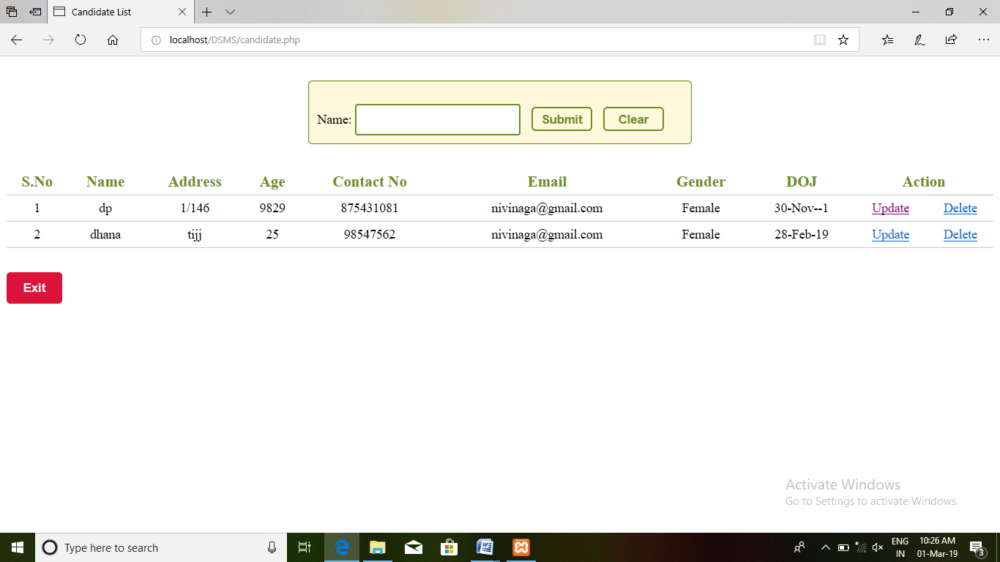 Candidate List
localhost/DSMS/candidate.php
Name: Submit Clear
S.No Name Address Age Contact No Email Gender DOJ Action
1 dp 1/146 9829 875431081 nivinaga@gmail.com Female 30-Nov--1 Update Delete
2 dhana tijj 25 98547562 nivinaga@gmail.com Female 28-Feb-19 Update Delete
Exit
Activate Windows
Go to Settings to activate Windows.
Type here to search
ENG 10:26 AM
IN 01-Mar-19
3